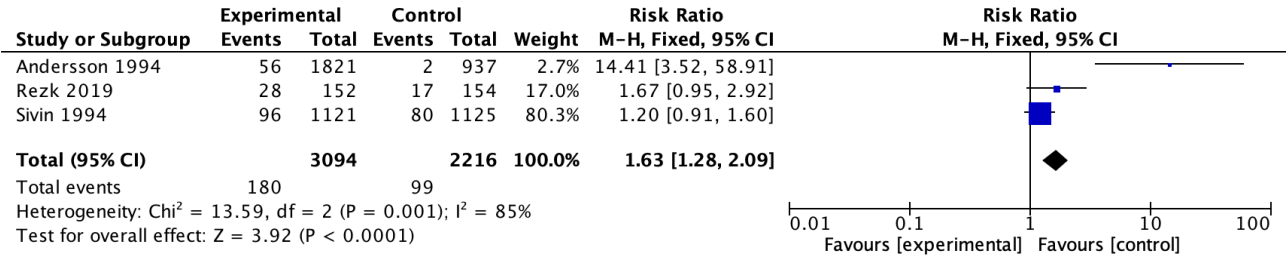 Experimental Control Risk Ratio Risk Ratio
Study or Subgroup Events Total Events Total Weight M-H, Fixed, 95% CI M-H, Fixed, 95% CI
Andersson 1994 56 1821 2 937 2.7% 14.41 [3.52, 58.91]
Rezk 2019 28 152 17 154 17.0% 1.67 [0.95, 2.92]
Sivin 1994 96 1121 80 1125 80.3% 1.20 [0.91, 1.60]
Total (95% CI) 3094 2216 100.0% 1.63 [1.28, 2.09]
Total events 180 99
Heterogeneity: Chi² = 13.59, df = 2 (P = 0.001); I² = 85%
Test for overall effect: Z = 3.92 (P < 0.0001)
0.01 0.1 1 10 100
Favours [experimental] Favours [control]